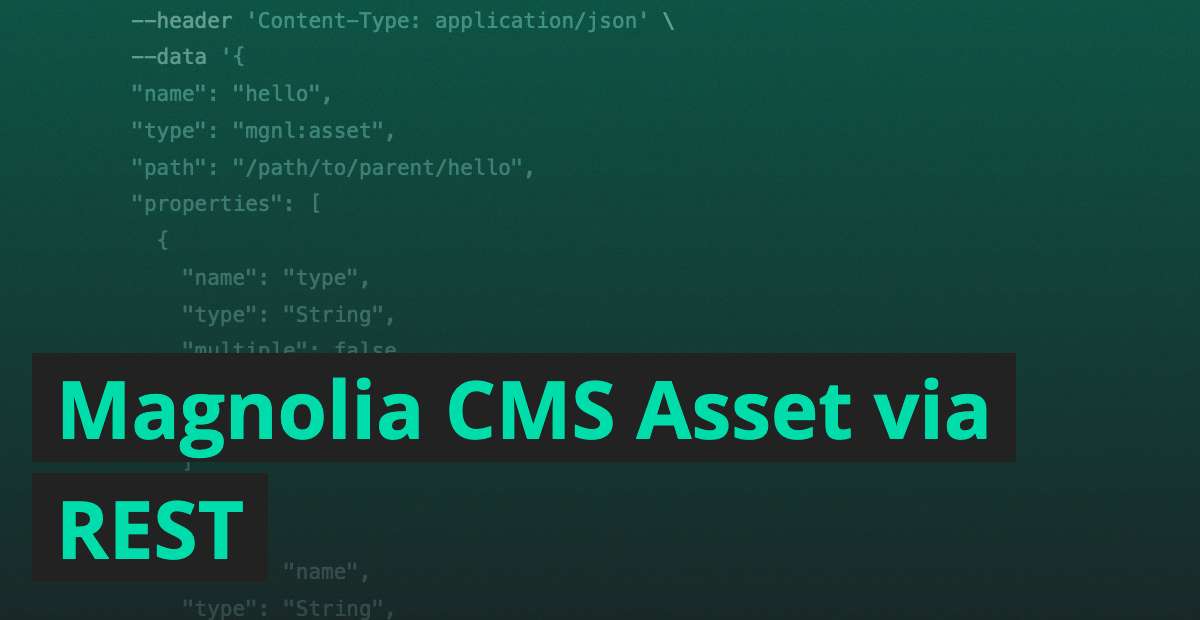 --header 'Content-Type: application/json' \
--data '{
"name": "hello",
"type": "mgnl:asset",
"path": "/path/to/parent/hello",
"properties": [
{
"name": "type",
"type": "String",
"multiple": false
Magnolia CMS Asset via
]
REST
"name",
"type": "String",